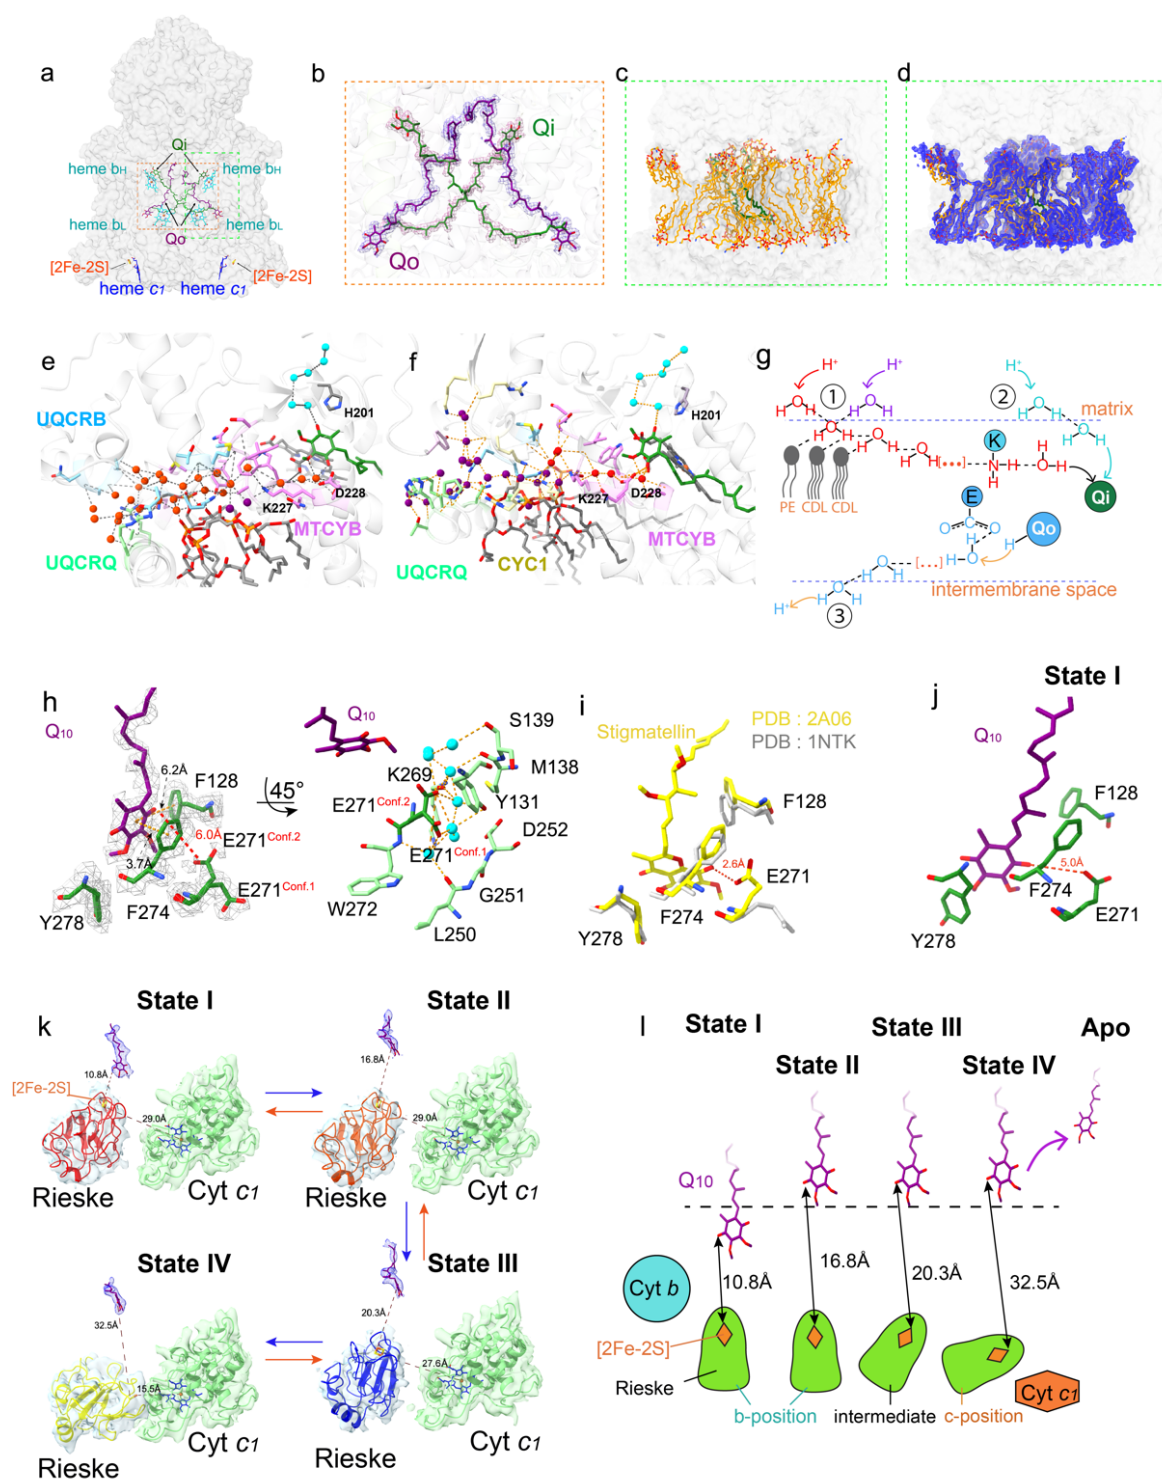 a
Qi
heme bH
heme bH
heme bL
heme bL
Qo
[2Fe-2S]
[2Fe-2S]
heme c1
heme c1
b
Qi
Qo
c
d
e
UQCRB
H201
K227
D228
MTCYB
UQCRQ
f
H201
K227
D228
MTCYB
UQCRQ
CYC1
g
H+
H+
H+
1
2
matrix
H O H
H O H
H O H
H O H
H O H
H O H
H O H
[•••]
K
H N H
H
H O H
PE CDL CDL
Qi
E
O C O
H
Qo
H
H O H
[...]
H O H
intermembrane space
H+
H O H
3
h
Q10
6.2Å
F128
6.0Å
E271Conf.2
3.7Å
E271Conf.1
Y278
F274
45°
Q10
S139
K269
M138
E271Conf.2
Y131
D252
E271Conf.1
G251
W272
L250
i
Stigmatellin
PDB : 2A06
PDB : 1NTK
F128
2.6Å
E271
F274
Y278
j
State I
Q10
F128
5.0Å
F274
E271
Y278
k
State I
State II
10.8Å
16.8Å
[2Fe-2S]
29.0Å
29.0Å
Rieske
Cyt c1
Rieske
Cyt c1
State IV
State III
32.5Å
20.3Å
15.5Å
27.6Å
Rieske
Cyt c1
Rieske
Cyt c1
l
State I
State III
Apo
State II
State IV
Q10
10.8Å
16.8Å
20.3Å
32.5Å
Cyt b
[2Fe-2S]
Rieske
Cyt c1
b-position
intermediate
c-position